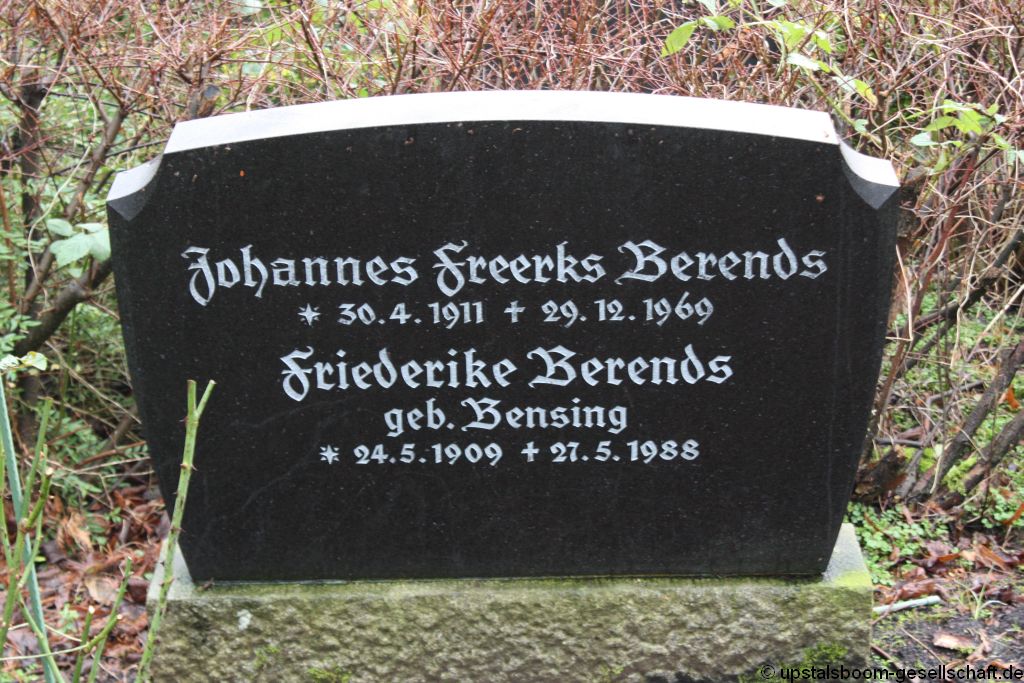 Johannes Freerks Berends
* 30.4.1911 † 29.12.1969
Friederike Berends
geb. Bensing
* 24.5.1909 † 27.5.1988
© upstalsboom-gesellschaft.de